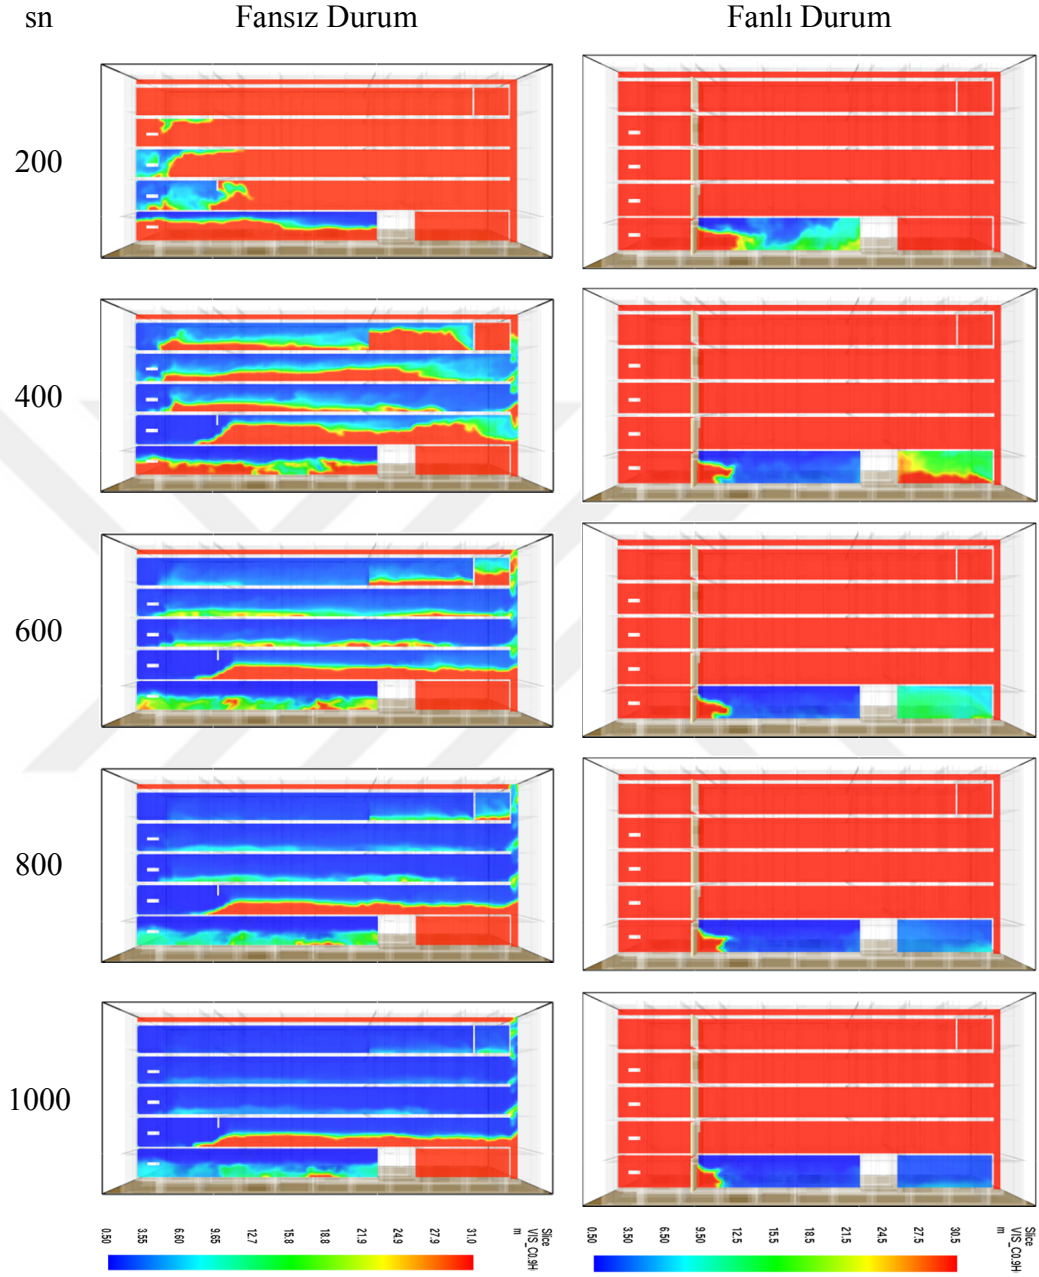 sn Fansız Durum Fanlı Durum
200
400
600
800
1000
0.50 3.55 6.60 9.65 12.7 15.8 18.8 21.9 24.9 27.9 31.0
Slice
VIS_C0.9H
m
0.50 3.50 6.50 9.50 12.5 15.5 18.5 21.5 24.5 27.5 30.5
Slice
VIS_C0.9H
m